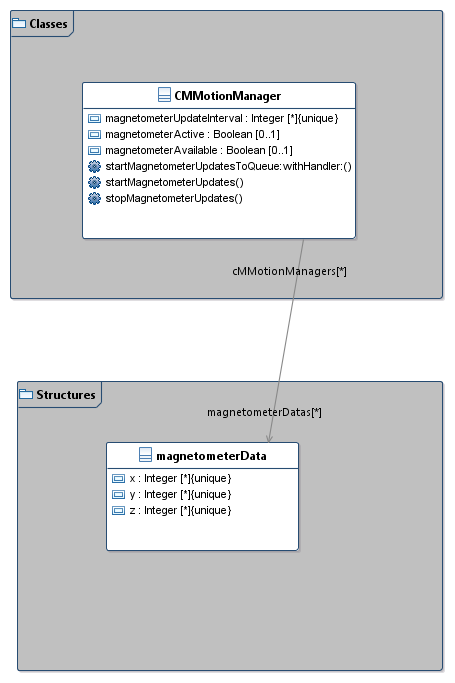 Classes
CMMotionManager
magnetometerUpdateInterval : Integer [*]{unique}
magnetometerActive : Boolean [0..1]
magnetometerAvailable : Boolean [0..1]
startMagnetometerUpdatesToQueue:withHandler:()
startMagnetometerUpdates()
stopMagnetometerUpdates()
cMMotionManagers[*]
Structures
magnetometerDatas[*]
magnetometerData
x : Integer [*]{unique}
y : Integer [*]{unique}
z : Integer [*]{unique}